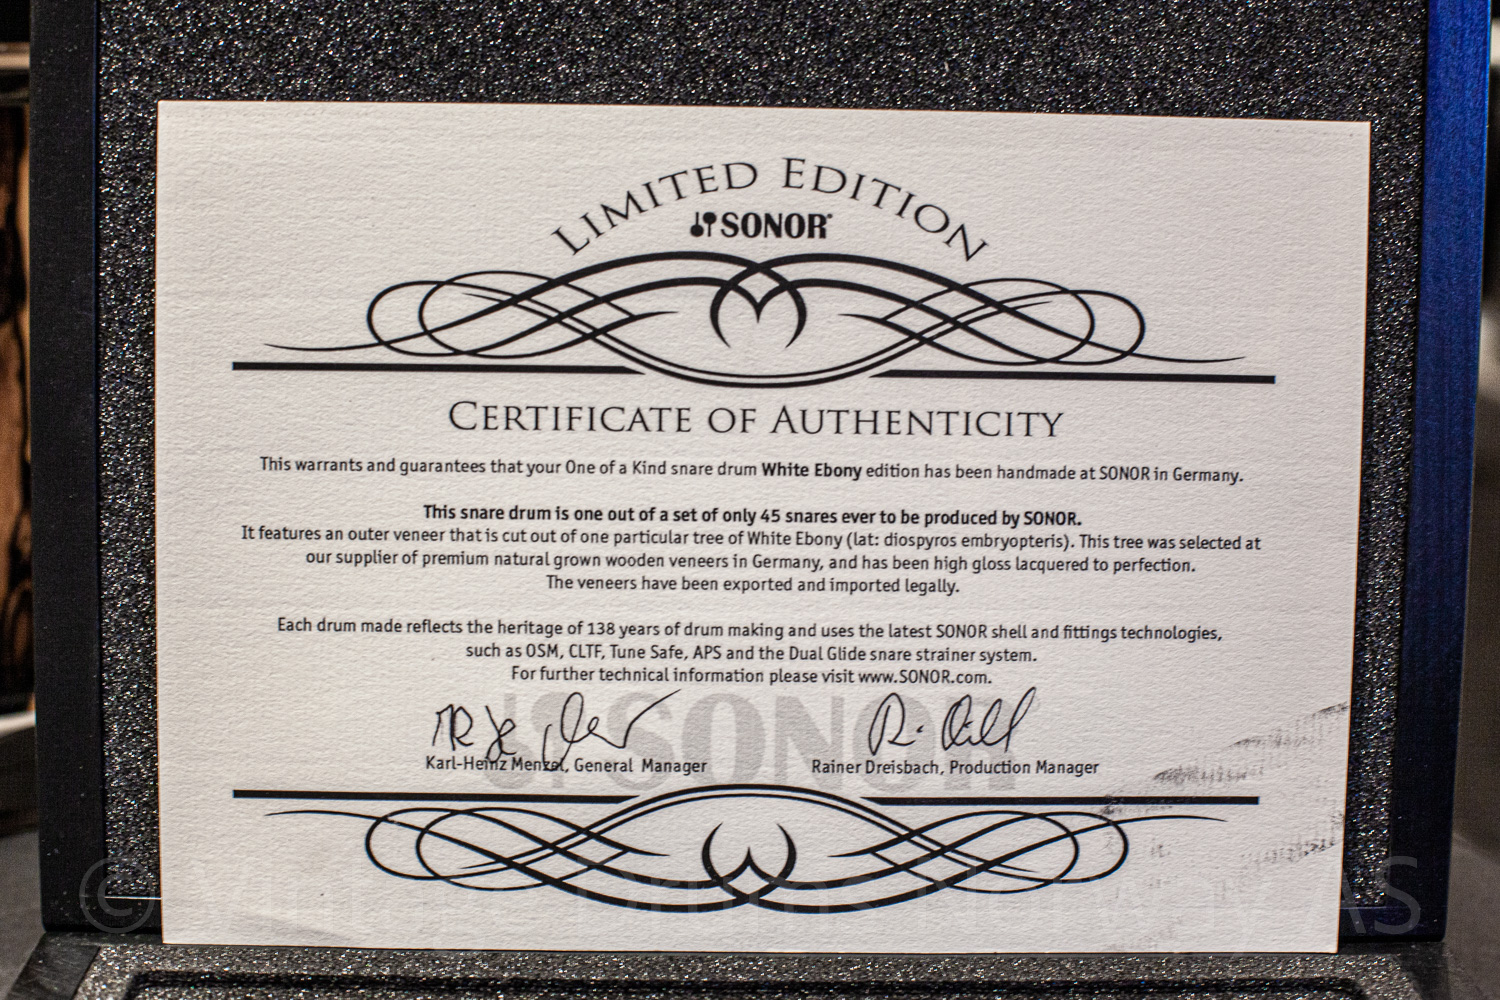 LIMITED EDITION
SONOR
CERTIFICATE OF AUTHENTICITY
This warrants and guarantees that your One of a Kind snare drum White Ebony edition has been handmade at SONOR in Germany.
This snare drum is one out of a set of only 45 snares ever to be produced by SONOR.
It features an outer veneer that is cut out of one particular tree of White Ebony (lat: diospyros embryopteris). This tree was selected at
our supplier of premium natural grown wooden veneers in Germany, and has been high gloss lacquered to perfection.
The veneers have been exported and imported legally.
Each drum made reflects the heritage of 138 years of drum making and uses the latest SONOR shell and fittings technologies,
such as OSM, CLTF, Tune Safe, APS and the Dual Glide snare strainer system.
For further technical information please visit www.SONOR.com.
SONOR
Karl-Heinz Menzel, General Manager
Rainer Dreisbach, Production Manager
© Drums AS